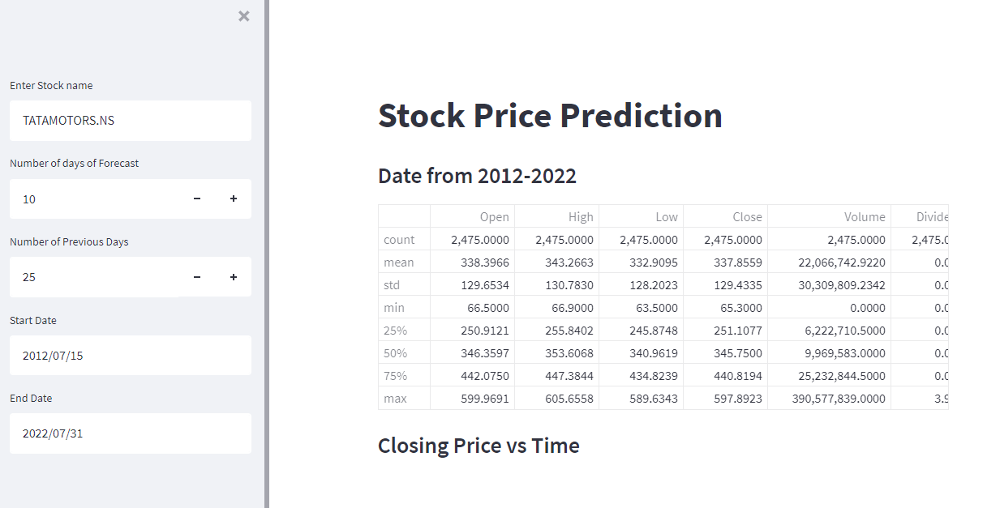 ×
Enter Stock name
TATAMOTORS.NS
Number of days of Forecast
10 − +
Number of Previous Days
25 − +
Start Date
2012/07/15
End Date
2022/07/31
Stock Price Prediction
Date from 2012-2022
Open High Low Close Volume Divide
count 2,475.0000 2,475.0000 2,475.0000 2,475.0000 2,475.0000 2,475.0
mean 338.3966 343.2663 332.9095 337.8559 22,066,742.9220 0.0
std 129.6534 130.7830 128.2023 129.4335 30,309,809.2342 0.0
min 66.5000 66.9000 63.5000 65.3000 0.0000 0.0
25% 250.9121 255.8402 245.8748 251.1077 6,222,710.5000 0.0
50% 346.3597 353.6068 340.9619 345.7500 9,969,583.0000 0.0
75% 442.0750 447.3844 434.8239 440.8194 25,232,844.5000 0.0
max 599.9691 605.6558 589.6343 597.8923 390,577,839.0000 3.9
Closing Price vs Time